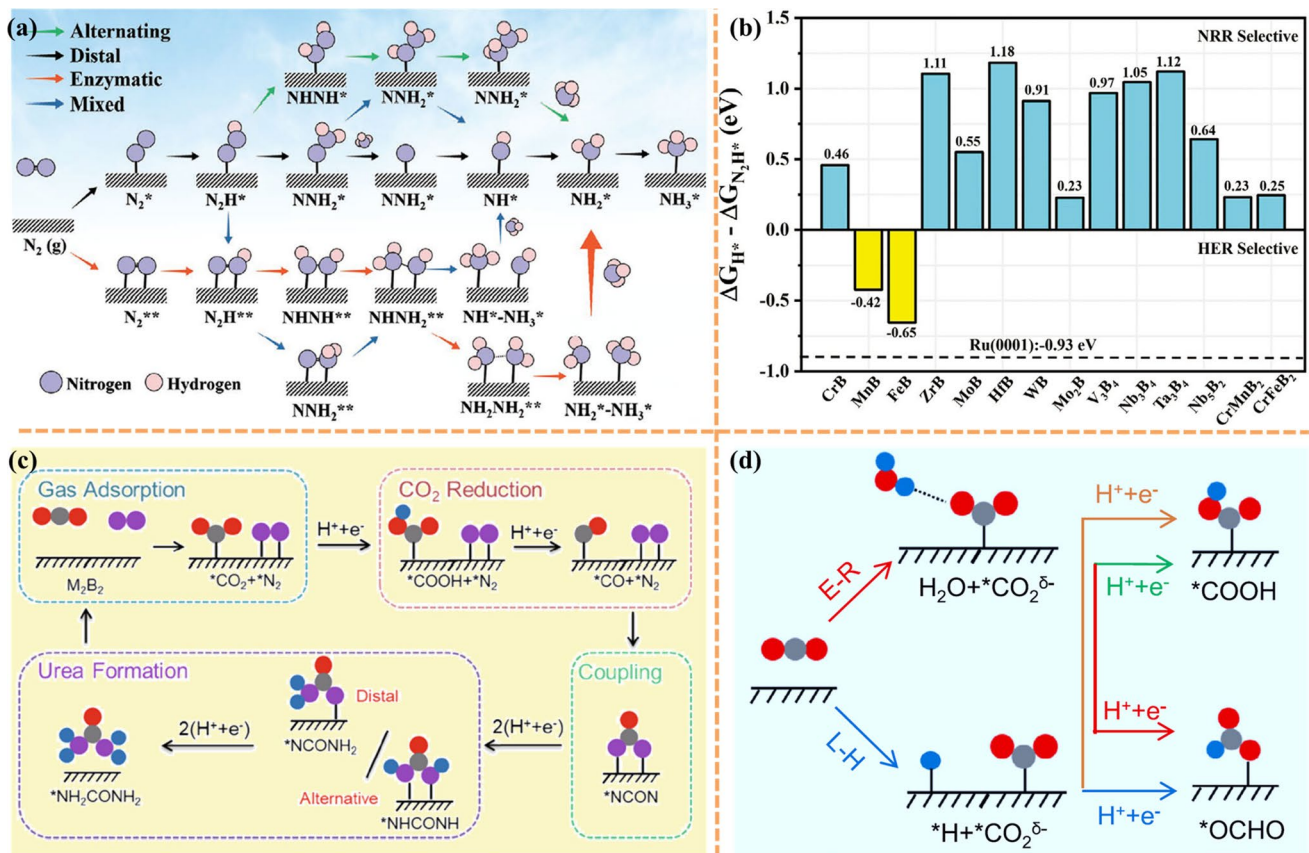 (a)
Alternating
Distal
Enzymatic
Mixed
NHNH* NNH₂* NNH₂*
N₂* N₂H* NNH₂* NNH₂* NH* NH₂* NH₃*
N₂ (g)
N₂** N₂H** NHNH** NHNH₂** NH*-NH₃*
Nitrogen Hydrogen
NNH₂** NH₂NH₂** NH₂*-NH₃*
(b)
ΔG_H* - ΔG_N₂H* (eV)
1.5
1.0
0.5
0.0
-0.5
-1.0
NRR Selective
HER Selective
0.46
-0.42
-0.65
1.11
0.55
1.18
0.91
0.23
0.97
1.05
1.12
0.64
0.23
0.25
Ru(0001):-0.93 eV
CrB MnB FeB ZrB MoB HfB WB Mo₂B V₃B₄ Nb₃B₄ Ta₃B₄ Nb₅B₂ CrMnB₂ CrFeB₂
(c)
Gas Adsorption
M₂B₂
*CO₂+*N₂
H⁺+e⁻
CO₂ Reduction
*COOH+*N₂
H⁺+e⁻
*CO+*N₂
Coupling
*NCON
2(H⁺+e⁻)
Urea Formation
Distal
*NCONH₂
Alternative
*NHCONH
2(H⁺+e⁻)
*NH₂CONH₂
(d)
E-R
L-H
H₂O+*CO₂ᵟ⁻
*H+*CO₂ᵟ⁻
H⁺+e⁻
H⁺+e⁻
*COOH
H⁺+e⁻
H⁺+e⁻
*OCHO